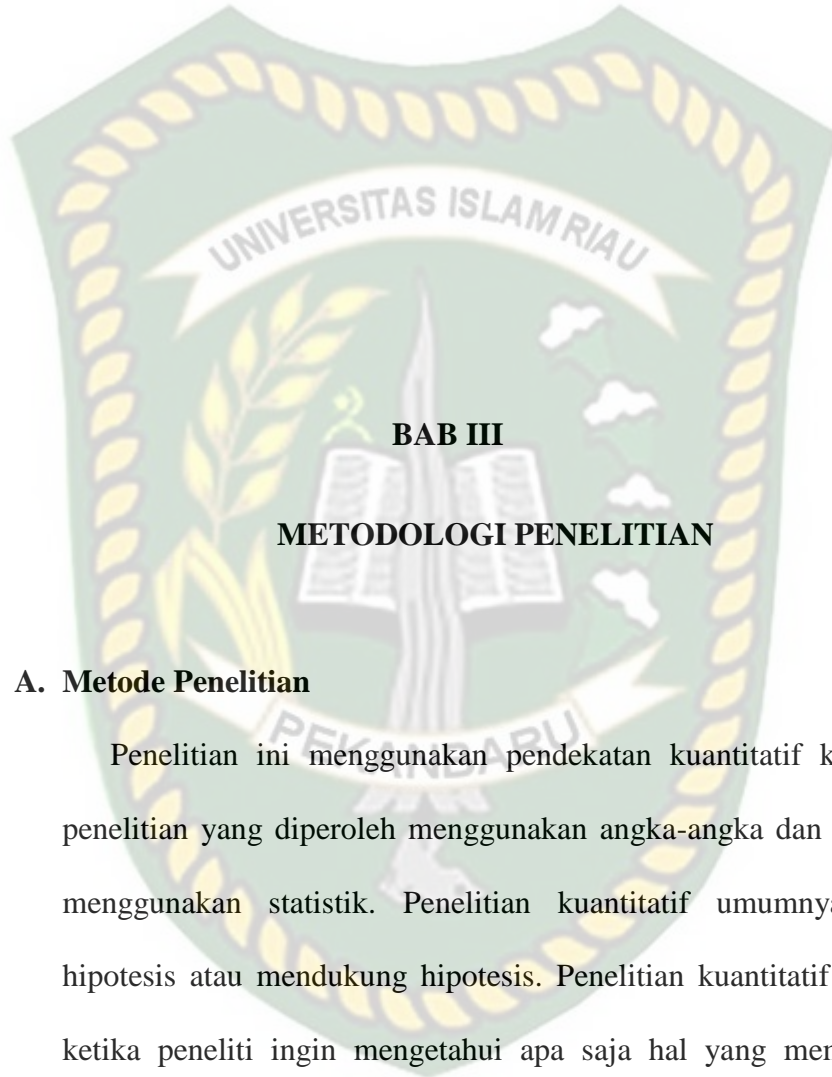 UNIVERSITAS ISLAM RIAU
BAB III
METODOLOGI PENELITIAN
A. Metode Penelitian
Penelitian ini menggunakan pendekatan kuantitatif
penelitian yang diperoleh menggunakan angka-angka dan
menggunakan statistik. Penelitian kuantitatif
hipotesis atau mendukung hipotesis. Penelitian kuantitatif
ketika peneliti ingin mengetahui apa saja hal yang
PEKANBARU